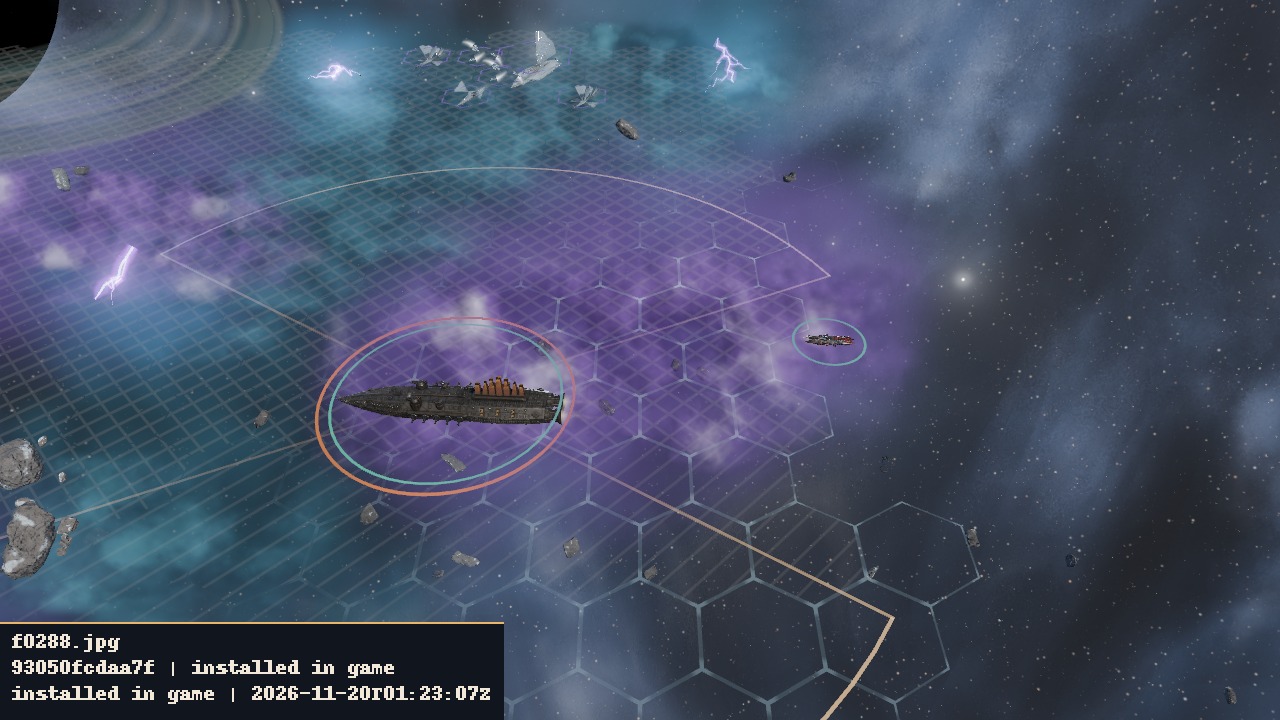 f0288.jpg
93050fcdaa7f | installed in game
installed in game | 2026-11-20T01:23:07Z